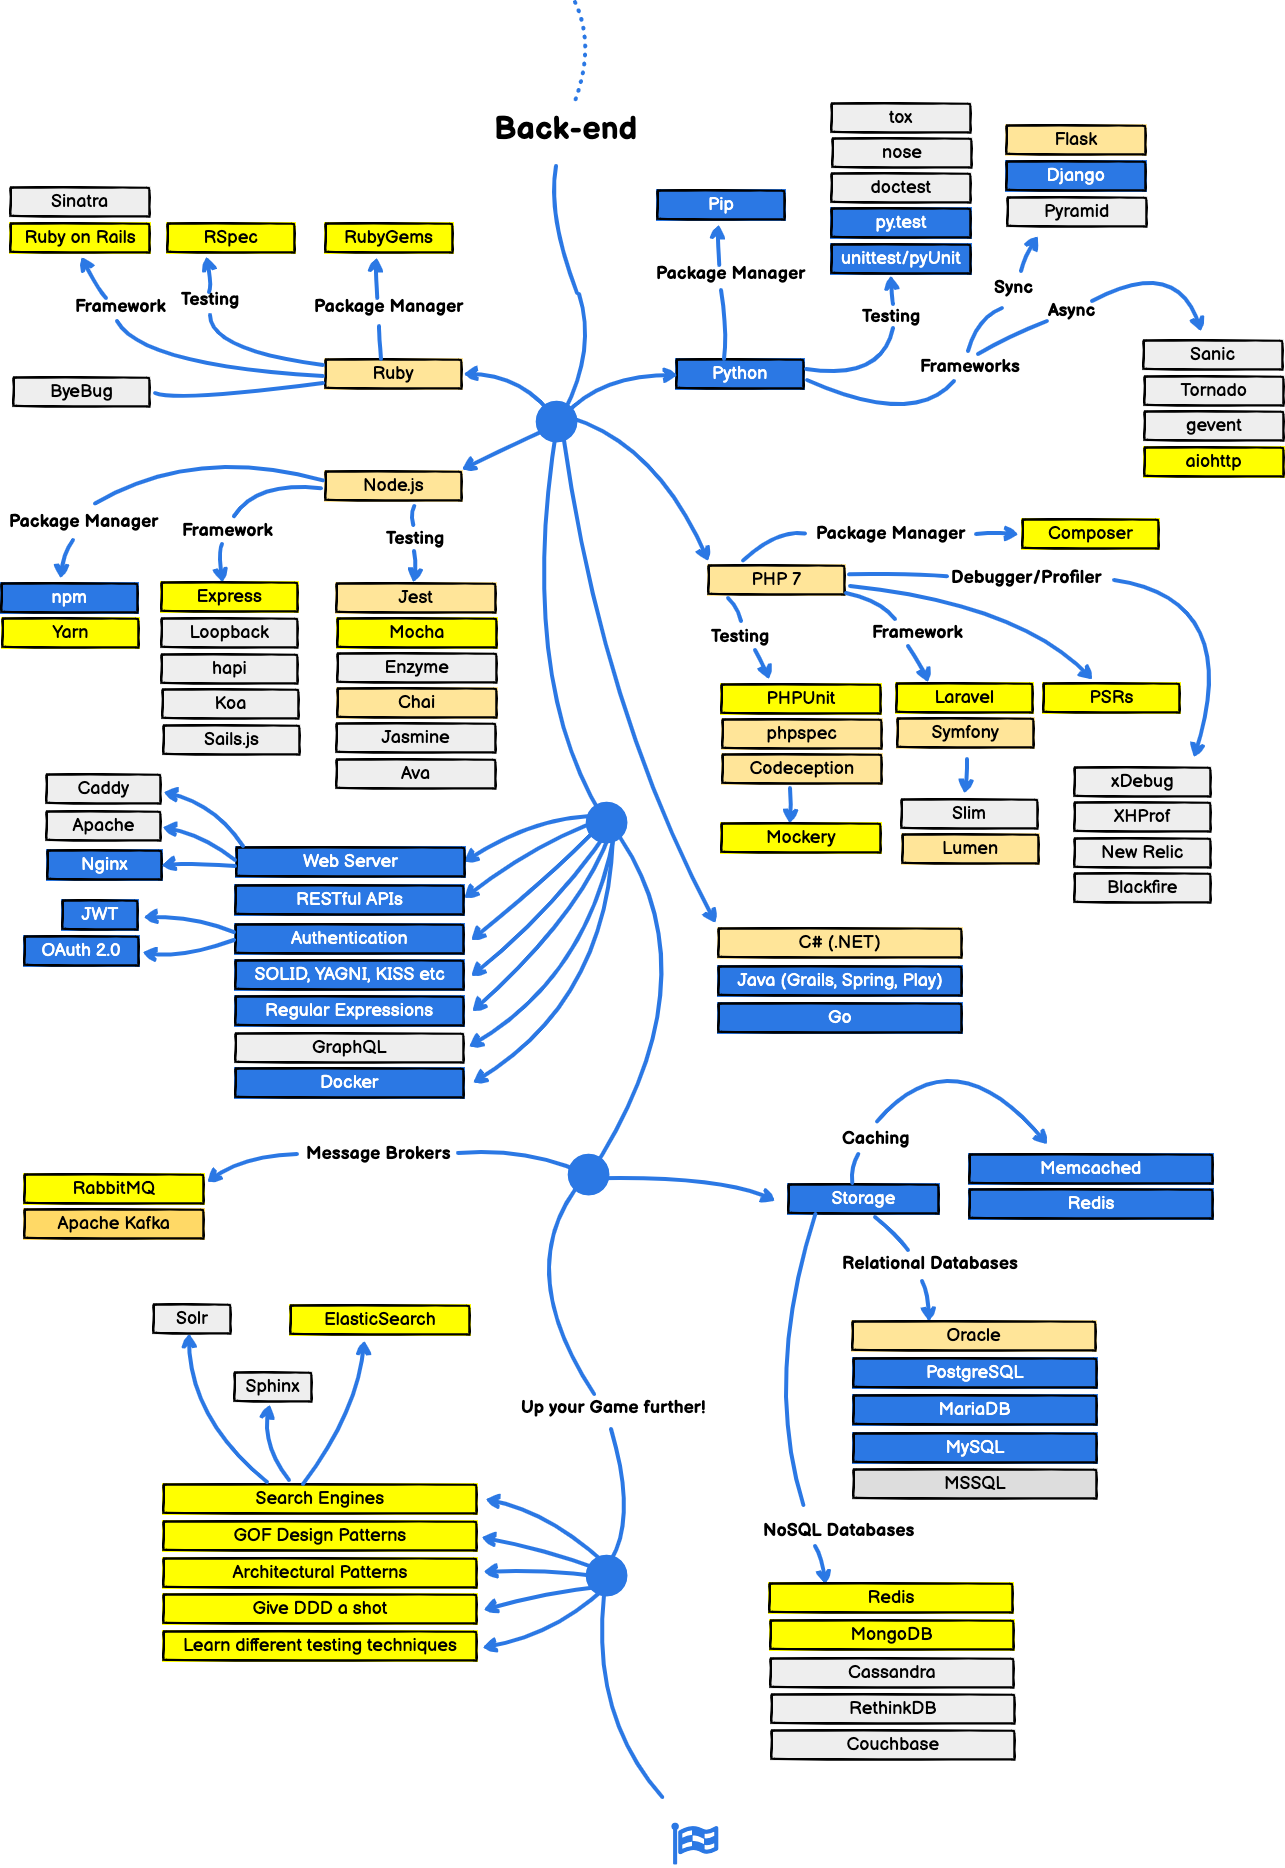 Back-end
Sinatra
Ruby on Rails
RSpec
RubyGems
Framework
Testing
Package Manager
Ruby
ByeBug
Pip
Package Manager
Python
tox
nose
doctest
py.test
unittest/pyUnit
Testing
Flask
Django
Pyramid
Sync
Async
Frameworks
Sanic
Tornado
gevent
aiohttp
Node.js
Package Manager
Framework
Testing
npm
Yarn
Express
Loopback
hapi
Koa
Sails.js
Jest
Mocha
Enzyme
Chai
Jasmine
Ava
PHP 7
Package Manager
Composer
Debugger/Profiler
Testing
Framework
PHPUnit
phpspec
Codeception
Mockery
Laravel
Symfony
Slim
Lumen
PSRs
xDebug
XHProf
New Relic
Blackfire
Caddy
Apache
Nginx
JWT
OAuth 2.0
Web Server
RESTful APIs
Authentication
SOLID, YAGNI, KISS etc
Regular Expressions
GraphQL
Docker
C# (.NET)
Java (Grails, Spring, Play)
Go
Message Brokers
RabbitMQ
Apache Kafka
Caching
Storage
Memcached
Redis
Relational Databases
Oracle
PostgreSQL
MariaDB
MySQL
MSSQL
NoSQL Databases
Redis
MongoDB
Cassandra
RethinkDB
Couchbase
Up your Game further!
Solr
ElasticSearch
Sphinx
Search Engines
GOF Design Patterns
Architectural Patterns
Give DDD a shot
Learn different testing techniques